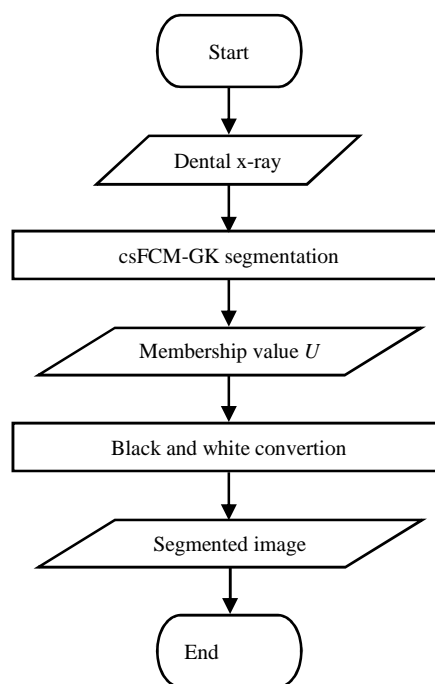 Start
Dental x-ray
csFCM-GK segmentation
Membership value U
Black and white convertion
Segmented image
End